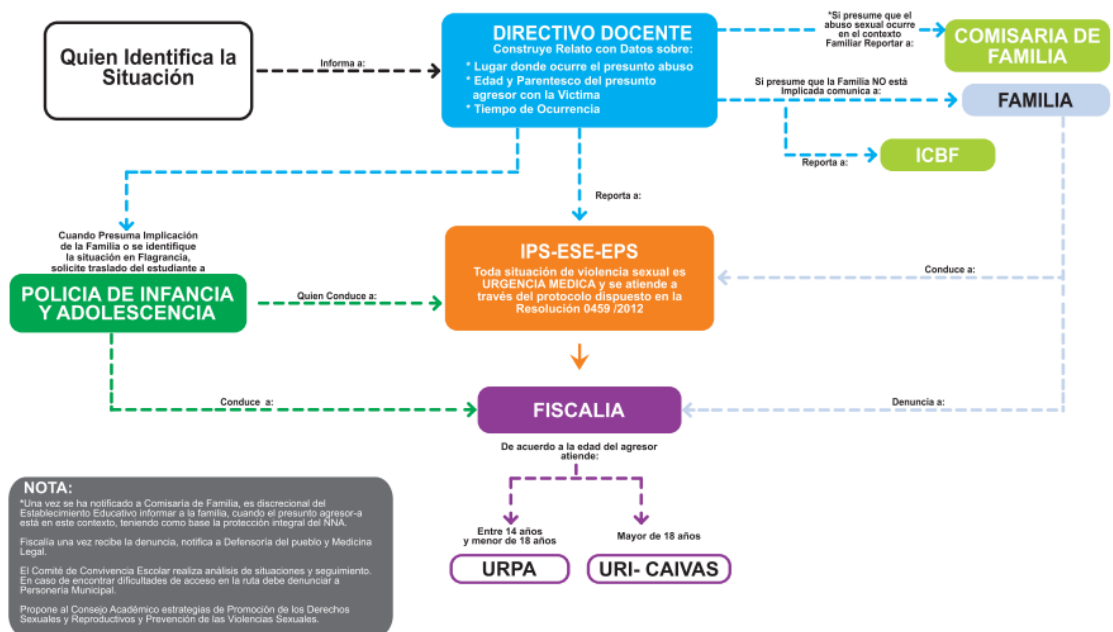 Quien Identifica la
Situación
Informa a:
DIRECTIVO DOCENTE
Construye Relato con Datos sobre:
* Lugar donde ocurre el presunto abuso
* Edad y Parentesco del presunto
agresor con la Victima
* Tiempo de Ocurrencia
*Si presume que el
abuso sexual ocurre
en el contexto
Familiar Reportar a:
COMISARIA DE
FAMILIA
Si presume que la Familia NO está
Implicada comunica a:
FAMILIA
Reporta a:
ICBF
Reporta a:
Cuando Presuma Implicación
de la Familia o se identifique
la situación en Flagrancia,
solicite traslado del estudiante a
POLICIA DE INFANCIA
Y ADOLESCENCIA
Quien Conduce a:
IPS-ESE-EPS
Toda situación de violencia sexual es
URGENCIA MEDICA y se atiende a
través del protocolo dispuesto en la
Resolución 0459 /2012
Conduce a:
Conduce a:
FISCALIA
Denuncia a:
De acuerdo a la edad del agresor
atiende:
Entre 14 años
y menor de 18 años
URPA
Mayor de 18 años
URI- CAIVAS
NOTA:
*Una vez se ha notificado a Comisaría de Familia, es discrecional del
Establecimiento Educativo informar a la familia, cuando el presunto agresor-a
está en este contexto, teniendo como base la protección integral del NNA.
Fiscalía una vez recibe la denuncia, notifica a Defensoría del pueblo y Medicina
Legal.
El Comité de Convivencia Escolar realiza análisis de situaciones y seguimiento.
En caso de encontrar dificultades de acceso en la ruta debe denunciar a
Personería Municipal.
Propone al Consejo Académico estrategias de Promoción de los Derechos
Sexuales y Reproductivos y Prevención de las Violencias Sexuales.